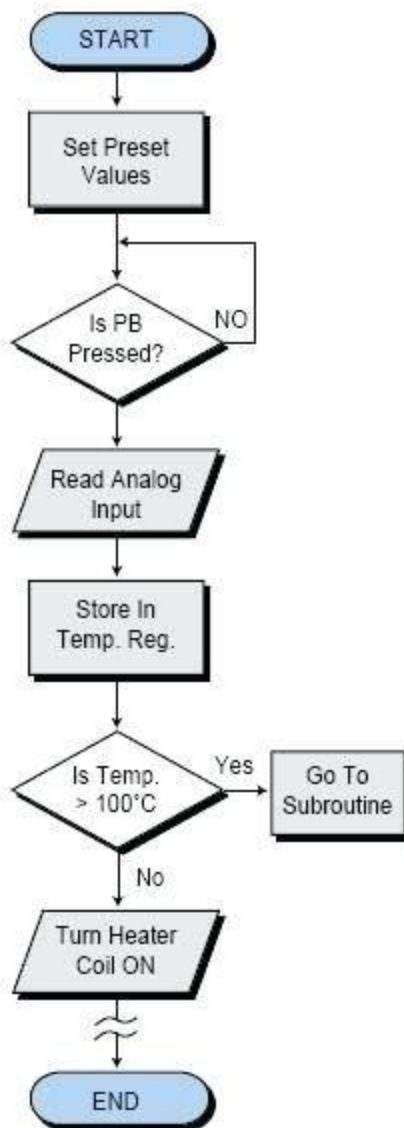 START
Set Preset
Values
NO
Is PB
Pressed?
Read Analog
Input
Store In
Temp. Reg.
Is Temp.
> 100°C
Yes
Go To
Subroutine
No
Turn Heater
Coil ON
END